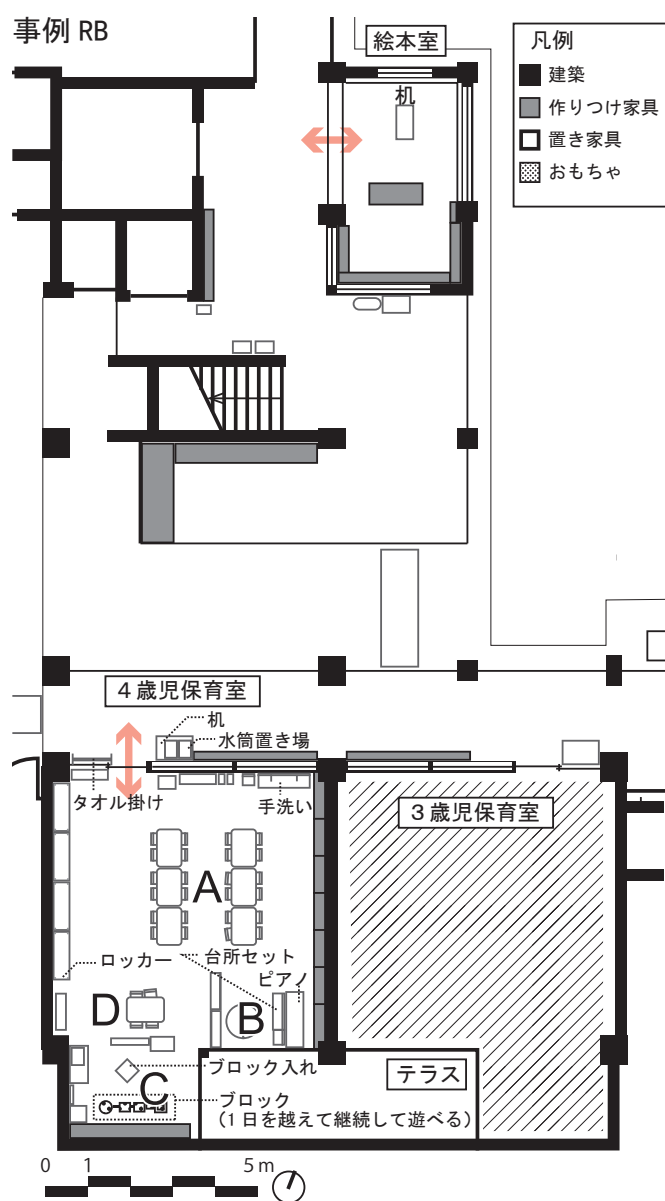 事例 RB
絵本室
机
凡例
建築
作りつけ家具
置き家具
おもちゃ
4歳児保育室
机
水筒置き場
タオル掛け
手洗い
3歳児保育室
A
ロッカー
台所セット
ピアノ
D
B
ブロック入れ
テラス
C
ブロック
(1日を越えて継続して遊べる)
0 1 5m